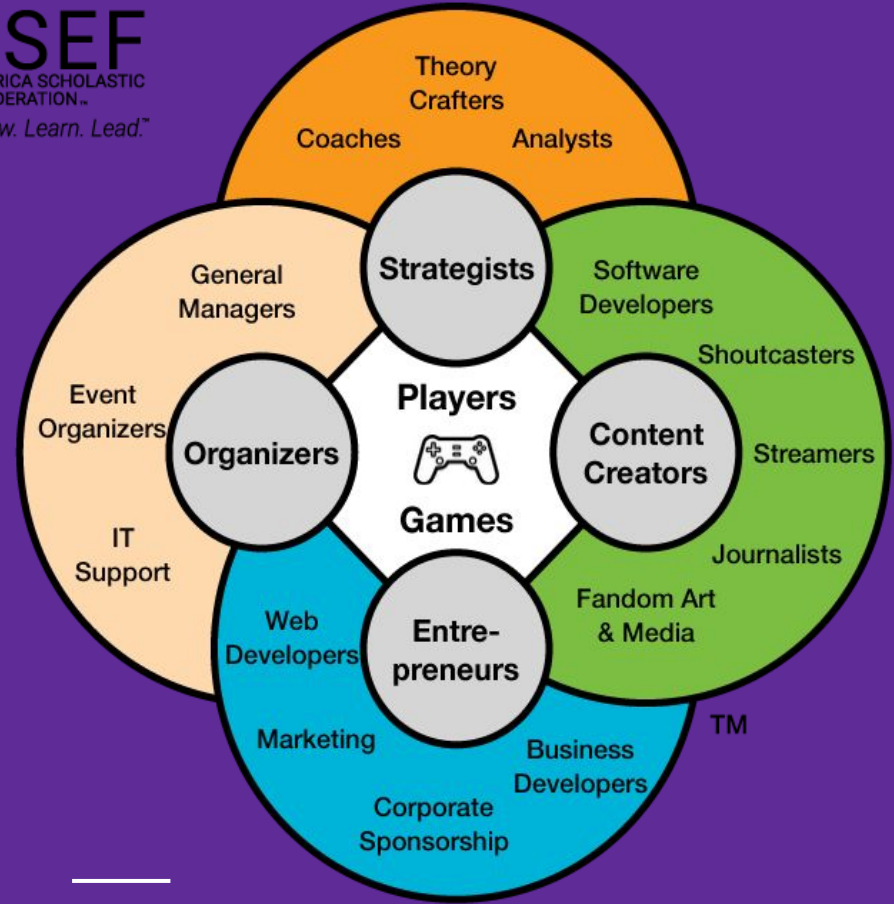 SEF
RICA SCHOLASTIC
DERATION™
w. Learn. Lead.™
Theory
Crafters
Coaches
Analysts
Strategists
General
Managers
Event
Organizers
IT
Support
Organizers
Players
Games
Software
Developers
Shoutcasters
Streamers
Journalists
Fandom Art
& Media
Content
Creators
Entre-
preneurs
Web
Developers
Marketing
Corporate
Sponsorship
Business
Developers
TM